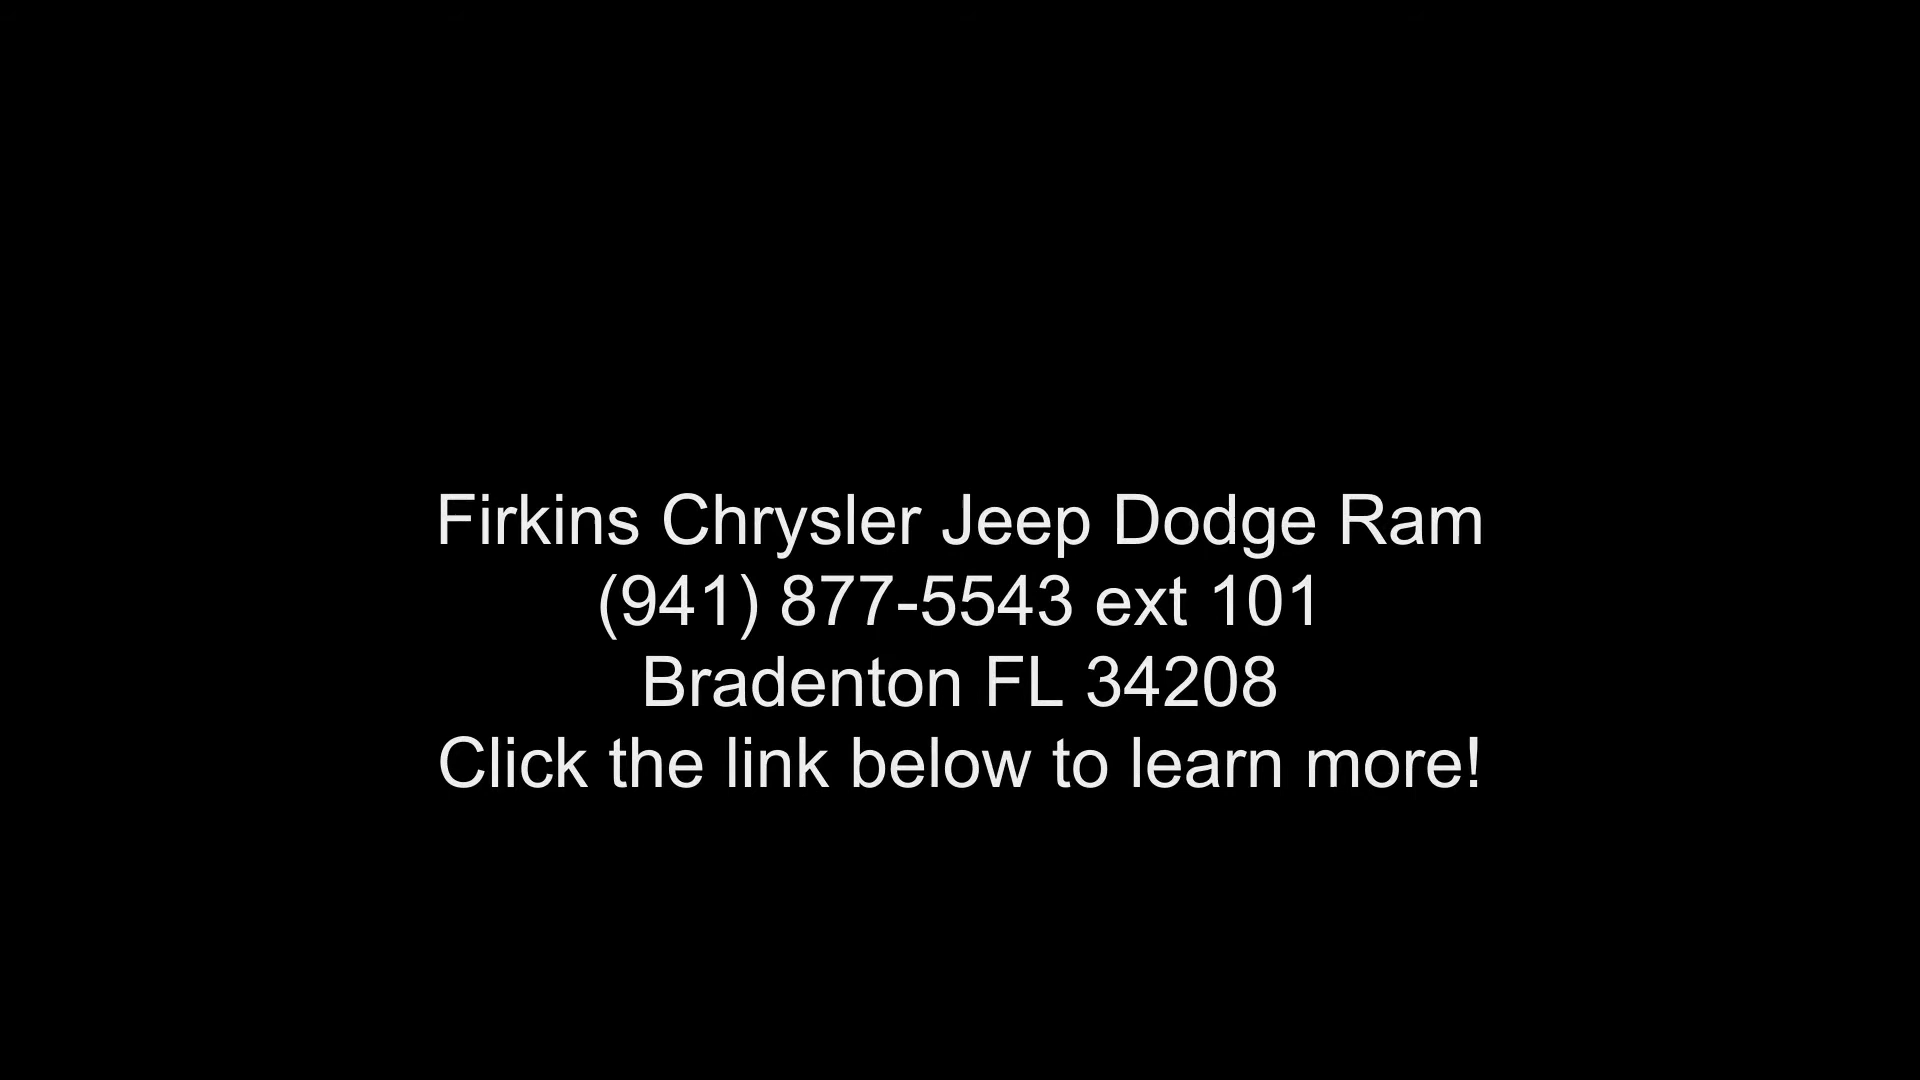 Firkins Chrysler Jeep Dodge Ram
(941) 877-5543 ext 101
Bradenton FL 34208
Click the link below to learn more!